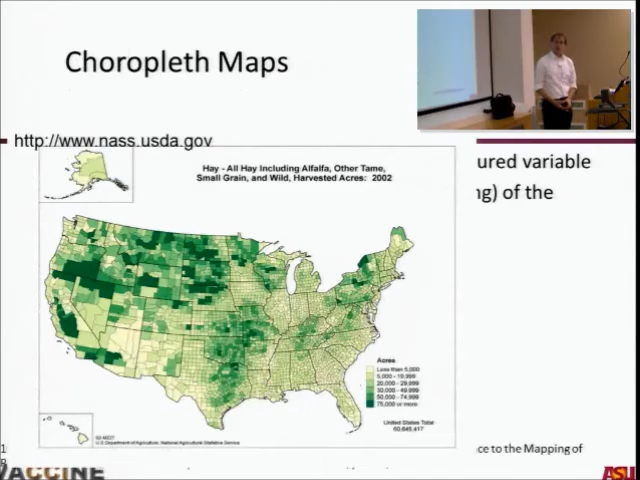 Choropleth Maps
http://www.nass.usda.gov
ured variable
ng) of the
Hay - All Hay Including Alfalfa, Other Tame,
Small Grain, and Wild, Harvested Acres: 2002
Acres
Less than 5,000
5,000 - 19,999
20,000 - 29,999
30,000 - 49,999
50,000 - 74,999
75,000 or more
United States Total
U.S. Department of Agriculture, National Agricultural Statistics Service
ce to the Mapping of
1
8
VACCINE
ASU